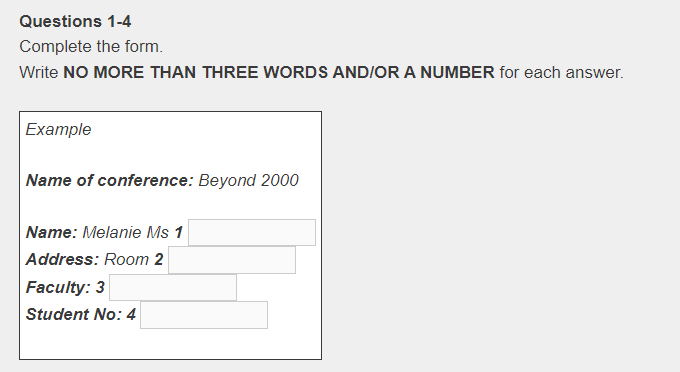 Questions 1-4
Complete the form.
Write NO MORE THAN THREE WORDS AND/OR A NUMBER for each answer.
Example
Name of conference: Beyond 2000
Name: Melanie Ms 1
Address: Room 2
Faculty: 3
Student No: 4